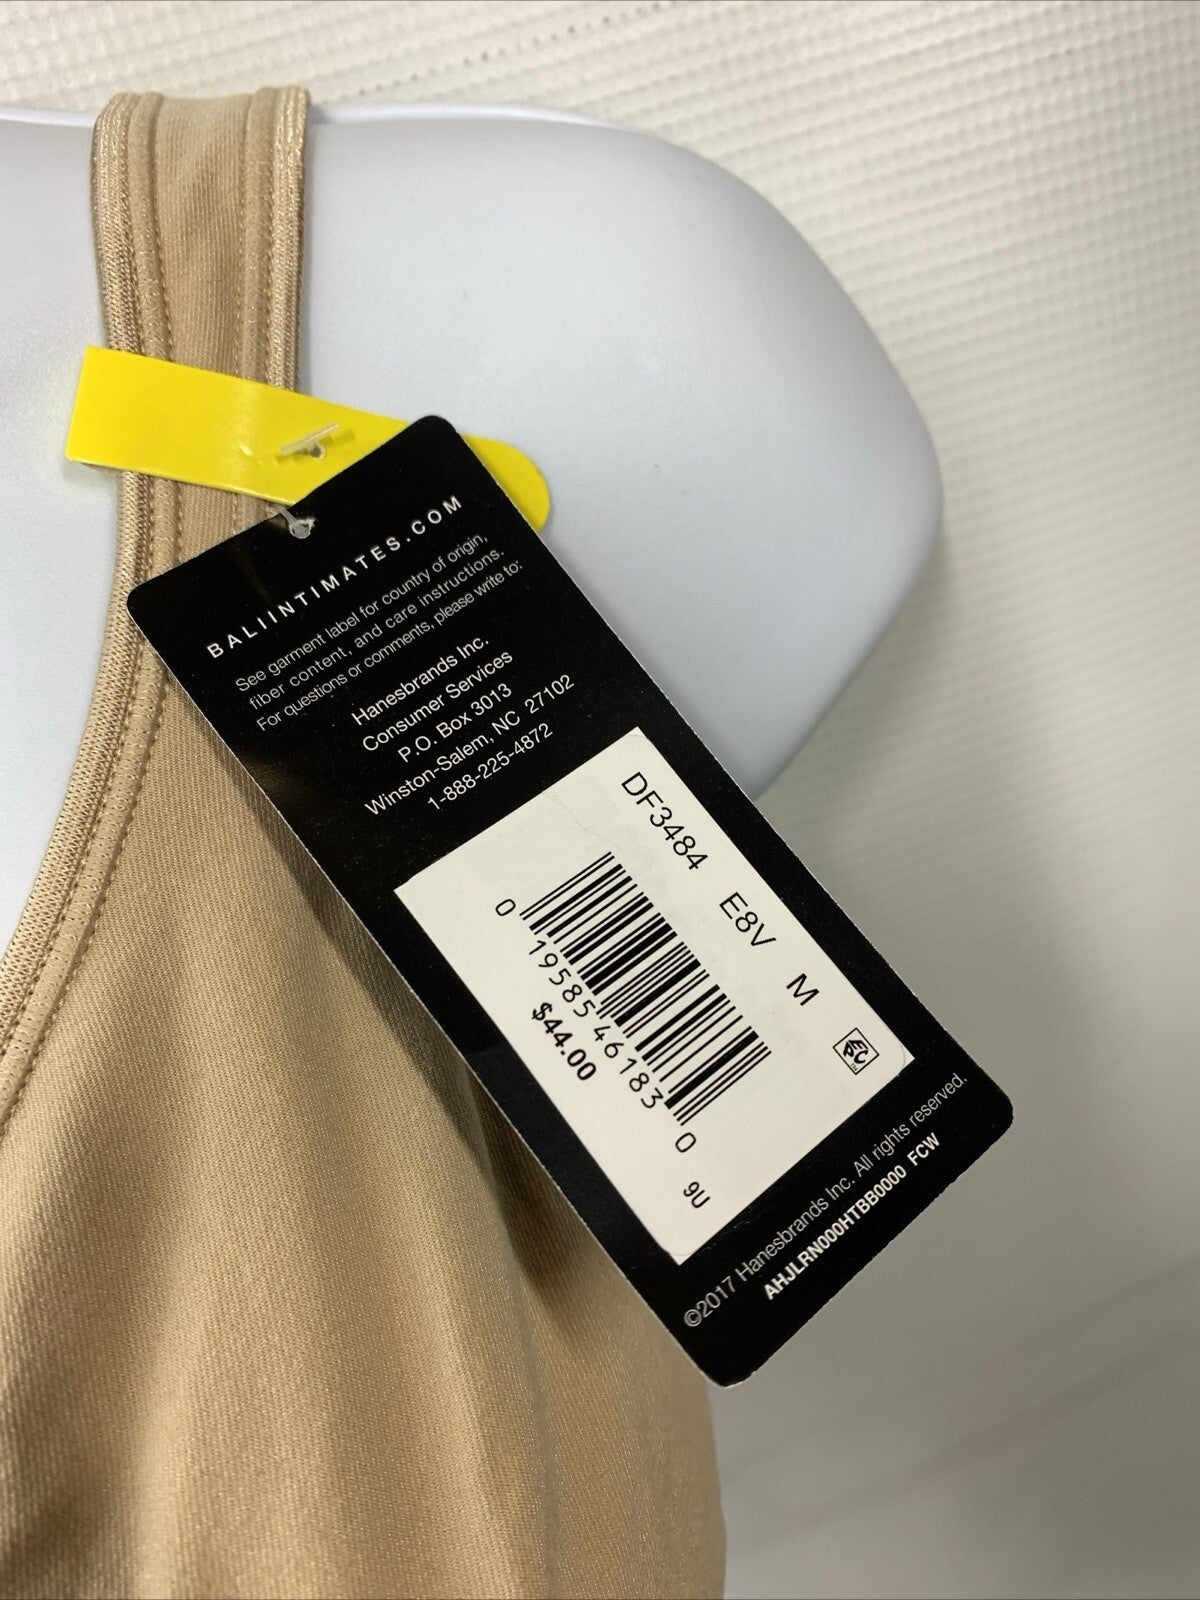 BALIINTIMATES.COM
See garment label for country of origin,
fiber content, and care instructions.
For questions or comments, please write to:
Hanesbrands Inc.
Consumer Services
P.O. Box 3013
Winston-Salem, NC 27102
1-888-225-4872
DF3484 E8V M
0 19585 46183 0
$44.00
9U
©2017 Hanesbrands Inc. All rights reserved.
AHJLRN000HTBB0000 FCW